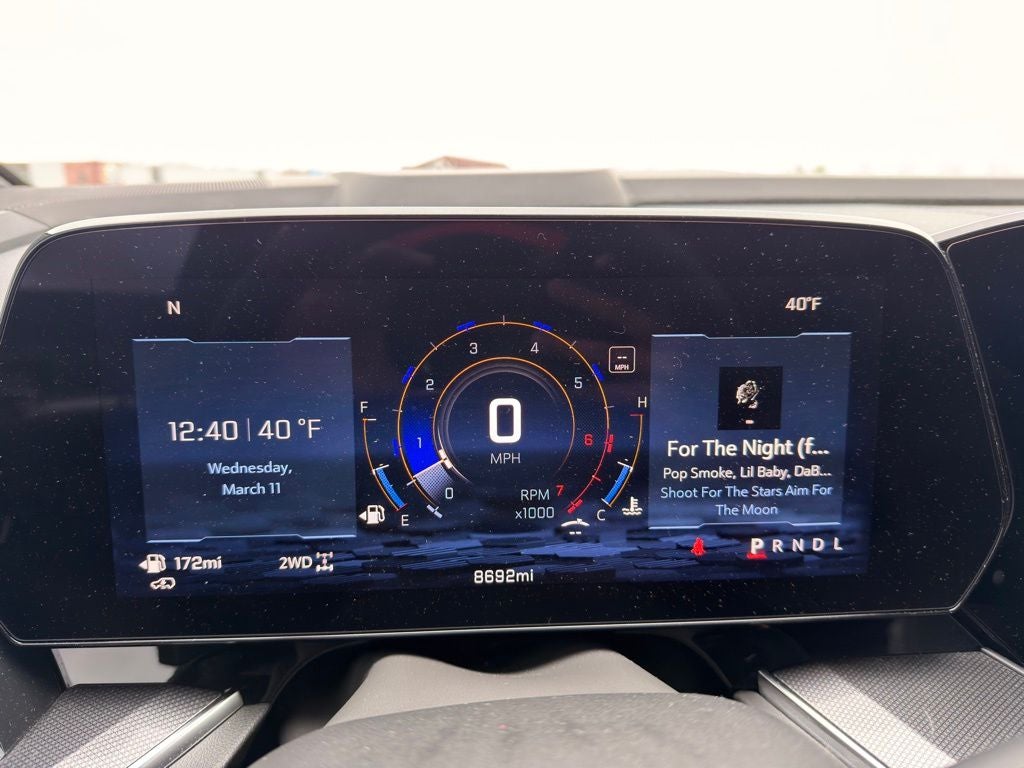 N
40°F
12:40 | 40 °F
Wednesday,
March 11
F
E
0
1
2
3
4
5
6
7
0
MPH
RPM
x1000
--
MPH
H
C
--
For The Night (f...
Pop Smoke, Lil Baby, DaB...
Shoot For The Stars Aim For
The Moon
172mi
2WD
8692mi
P R N D L